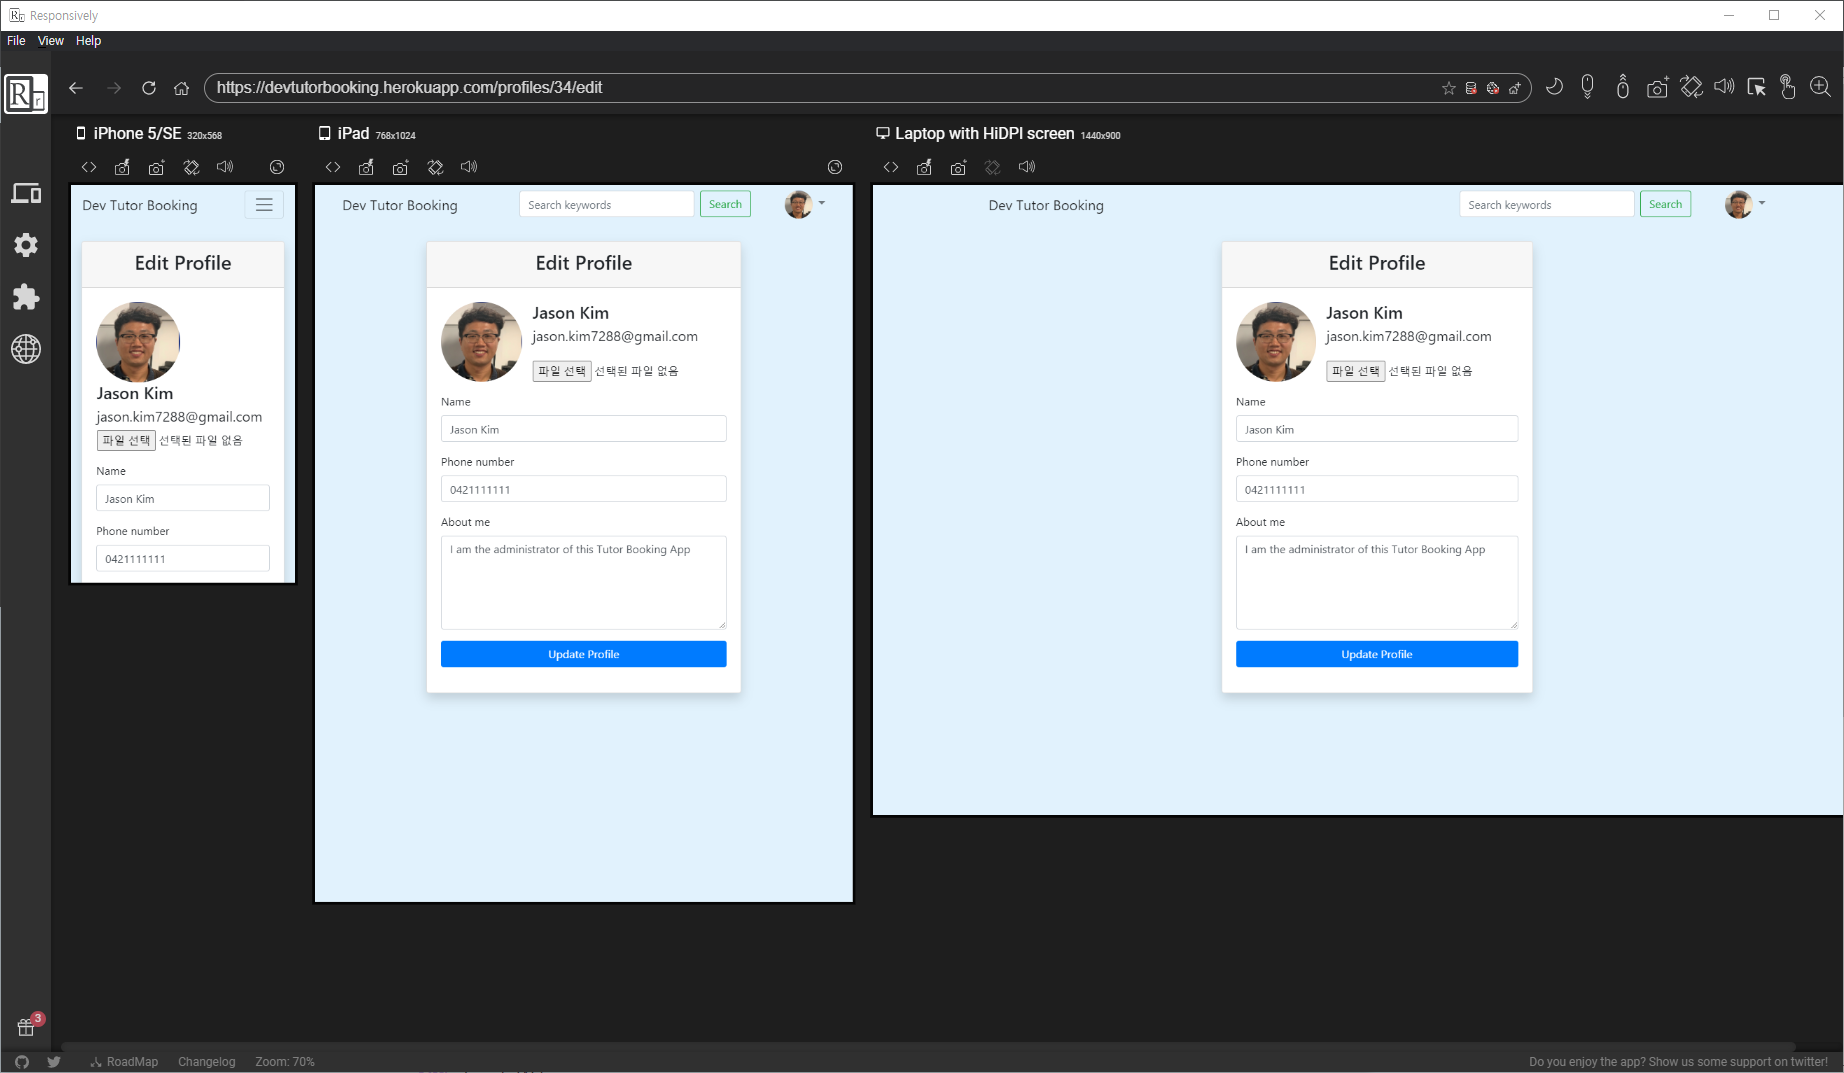 Responsively
File View Help
https://devtutorbooking.herokuapp.com/profiles/34/edit
iPhone 5/SE 320x568
Dev Tutor Booking
Edit Profile
Jason Kim
jason.kim7288@gmail.com
파일 선택 선택된 파일 없음
Name
Jason Kim
Phone number
0421111111
iPad 768x1024
Dev Tutor Booking
Search keywords
Search
Edit Profile
Jason Kim
jason.kim7288@gmail.com
파일 선택 선택된 파일 없음
Name
Jason Kim
Phone number
0421111111
About me
I am the administrator of this Tutor Booking App
Update Profile
Laptop with HiDPI screen 1440x900
Dev Tutor Booking
Search keywords
Search
Edit Profile
Jason Kim
jason.kim7288@gmail.com
파일 선택 선택된 파일 없음
Name
Jason Kim
Phone number
0421111111
About me
I am the administrator of this Tutor Booking App
Update Profile
3
RoadMap Changelog Zoom: 70%
Do you enjoy the app? Show us some support on twitter!